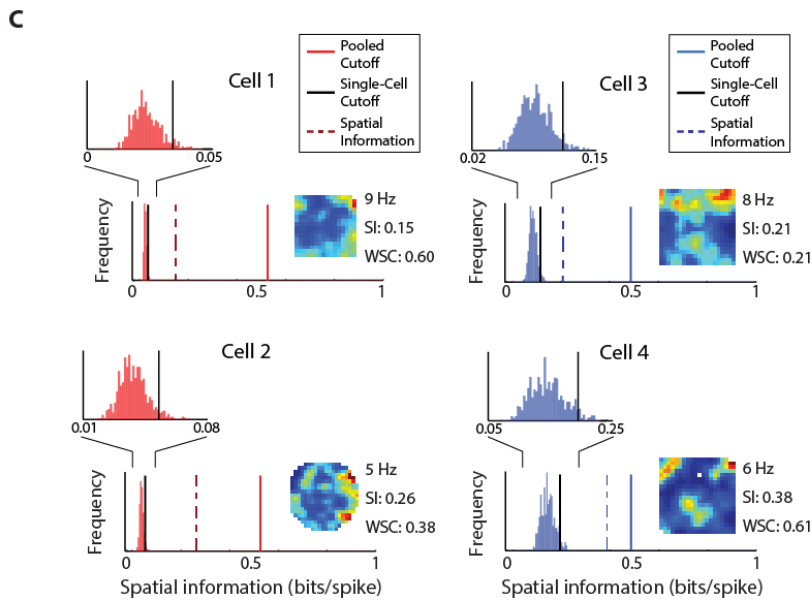 C
Pooled
Cutoff
Single-Cell
Cutoff
Spatial
Information
Cell 1
0
0.05
Frequency
9 Hz
SI: 0.15
WSC: 0.60
0
0.5
1
Pooled
Cutoff
Single-Cell
Cutoff
Spatial
Information
Cell 3
0.02
0.15
Frequency
8 Hz
SI: 0.21
WSC: 0.21
0
0.5
1
Cell 2
0.01
0.08
Frequency
5 Hz
SI: 0.26
WSC: 0.38
0
0.5
1
Spatial information (bits/spike)
Cell 4
0.05
0.25
Frequency
6 Hz
SI: 0.38
WSC: 0.61
0
0.5
1
Spatial information (bits/spike)